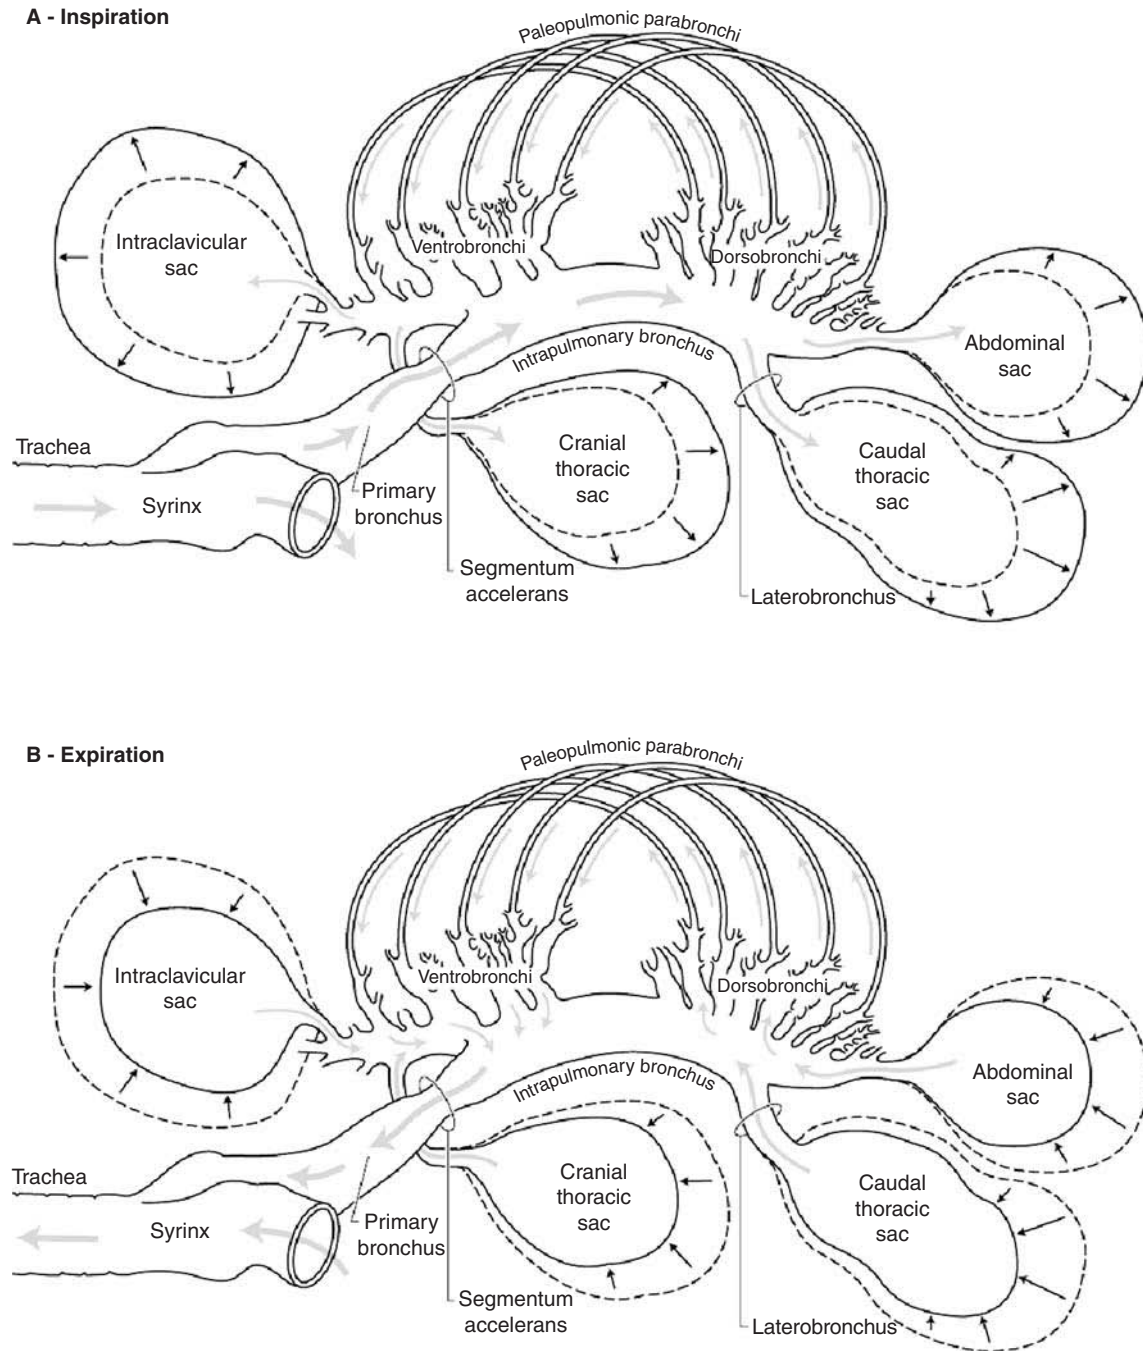 A - Inspiration
Paleopulmonic parabronchi
Intraclavicular
sac
Ventrobronchi
Dorsobronchi
Intrapulmonary bronchus
Abdominal
sac
Trachea
Syrinx
Primary
bronchus
Cranial
thoracic
sac
Caudal
thoracic
sac
Segmentum
accelerans
Laterobronchus
B - Expiration
Paleopulmonic parabronchi
Intraclavicular
sac
Ventrobronchi
Dorsobronchi
Intrapulmonary bronchus
Abdominal
sac
Trachea
Syrinx
Primary
bronchus
Cranial
thoracic
sac
Caudal
thoracic
sac
Segmentum
accelerans
Laterobronchus